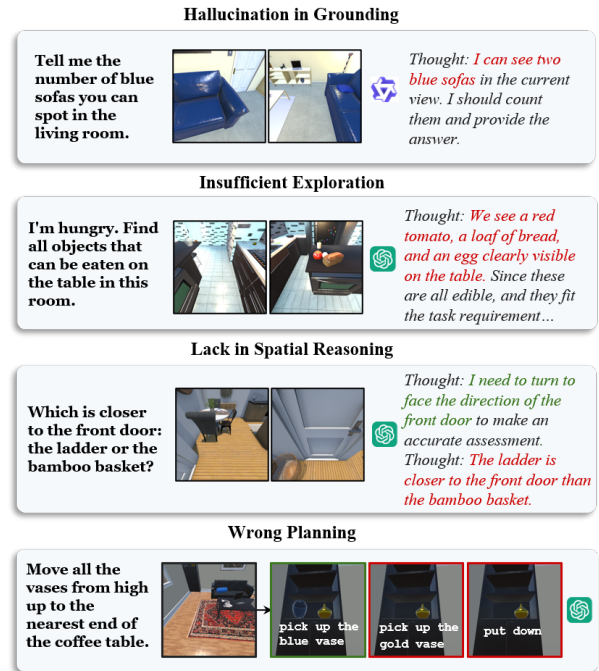 Hallucination in Grounding
Tell me the
number of blue
sofas you can
spot in the
living room.
Thought: I can see two
blue sofas in the current
view. I should count
them and provide the
answer.
Insufficient Exploration
I'm hungry. Find
all objects that
can be eaten on
the table in this
room.
Thought: We see a red
tomato, a loaf of bread,
and an egg clearly visible
on the table. Since these
are all edible, and they fit
the task requirement…
Lack in Spatial Reasoning
Which is closer
to the front door:
the ladder or the
bamboo basket?
Thought: I need to turn to
face the direction of the
front door to make an
accurate assessment.
Thought: The ladder is
closer to the front door than
the bamboo basket.
Wrong Planning
Move all the
vases from high
up to the
nearest end of
the coffee table.
pick up the
blue vase
pick up the
gold vase
put down